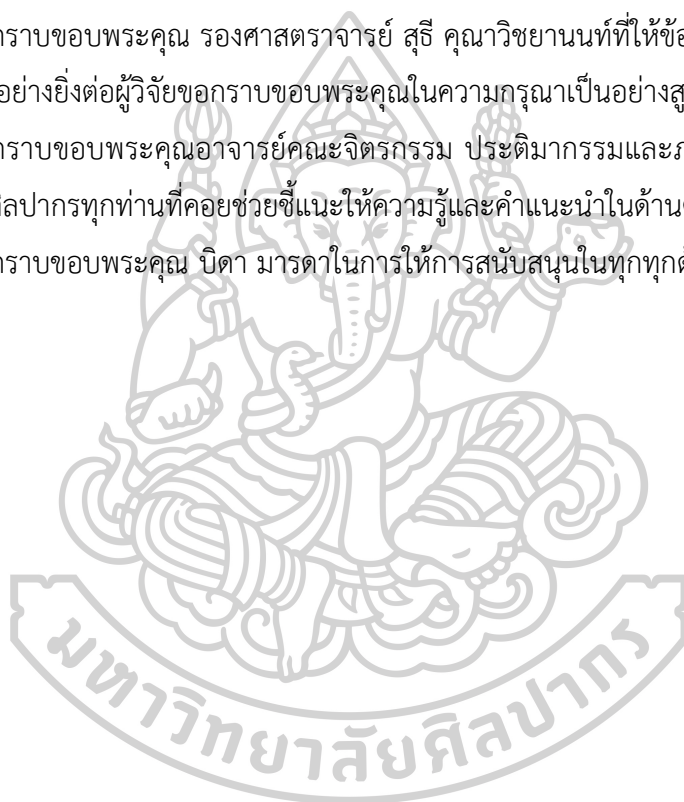 ราบขอบพระคุณ รองศาสตราจารย์ สุธี คุณาวิชยานนท์ที่ให้ข้อ
อย่างยิ่งต่อผู้วิจัยขอกราบขอบพระคุณในความกรุณาเป็นอย่างสู
ราบขอบพระคุณอาจารย์คณะจิตรกรรม ประติมากรรมและภ
ศิลปากรทุกท่านที่คอยช่วยชี้แนะให้ความรู้และคำแนะนำในด้าน
ราบขอบพระคุณ บิดา มารดาในการให้การสนับสนุนในทุกทุกด้
มหาวิทยาลัยศิลปากร